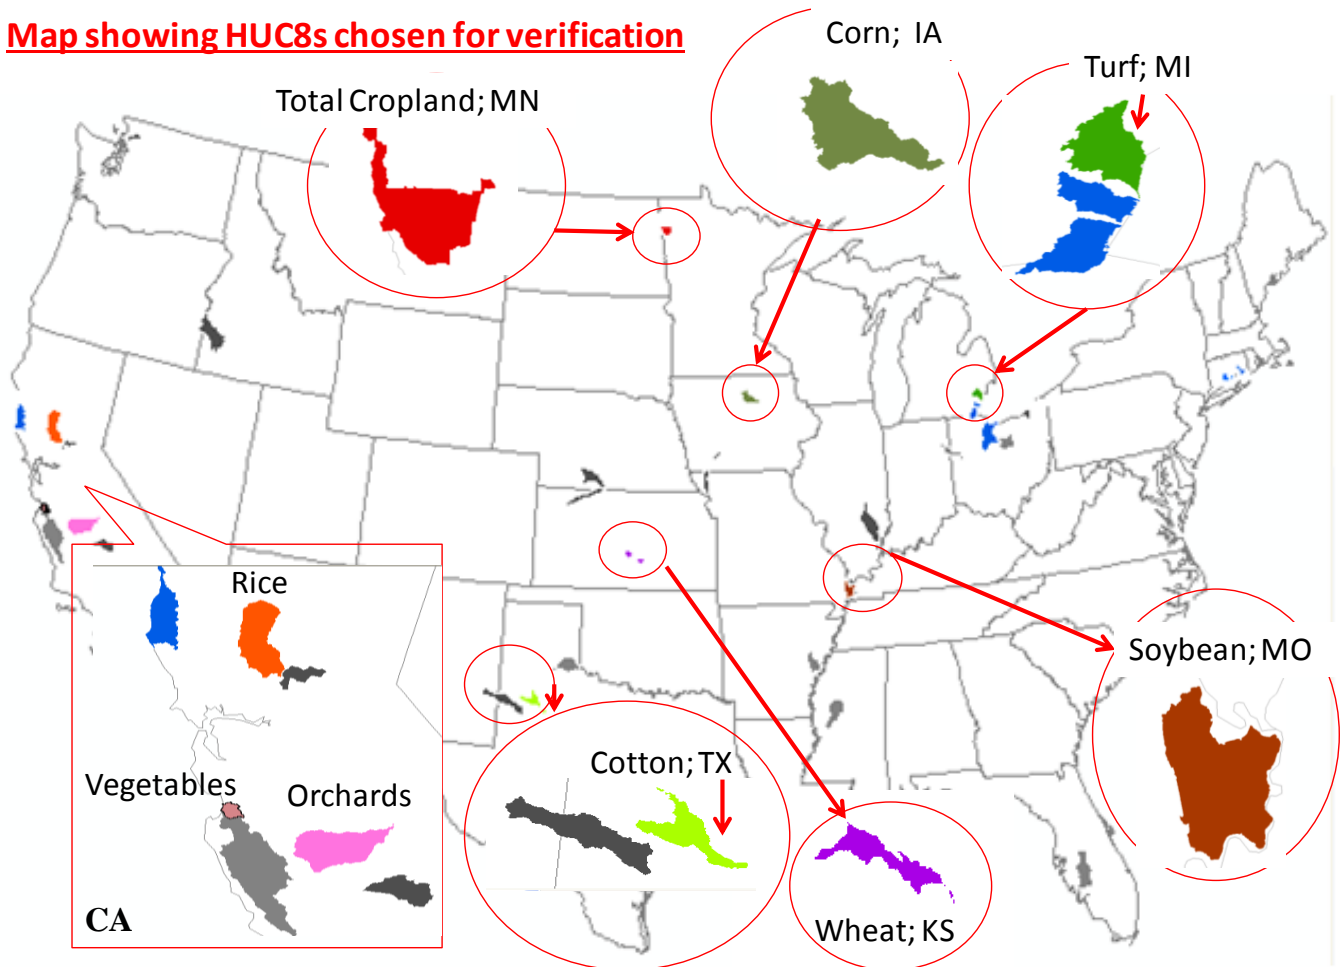 Map showing HUC8s chosen for verification
Corn; IA
Turf; MI
Total Cropland; MN
Rice
Soybean; MO
Cotton; TX
Vegetables
Orchards
CA
Wheat; KS